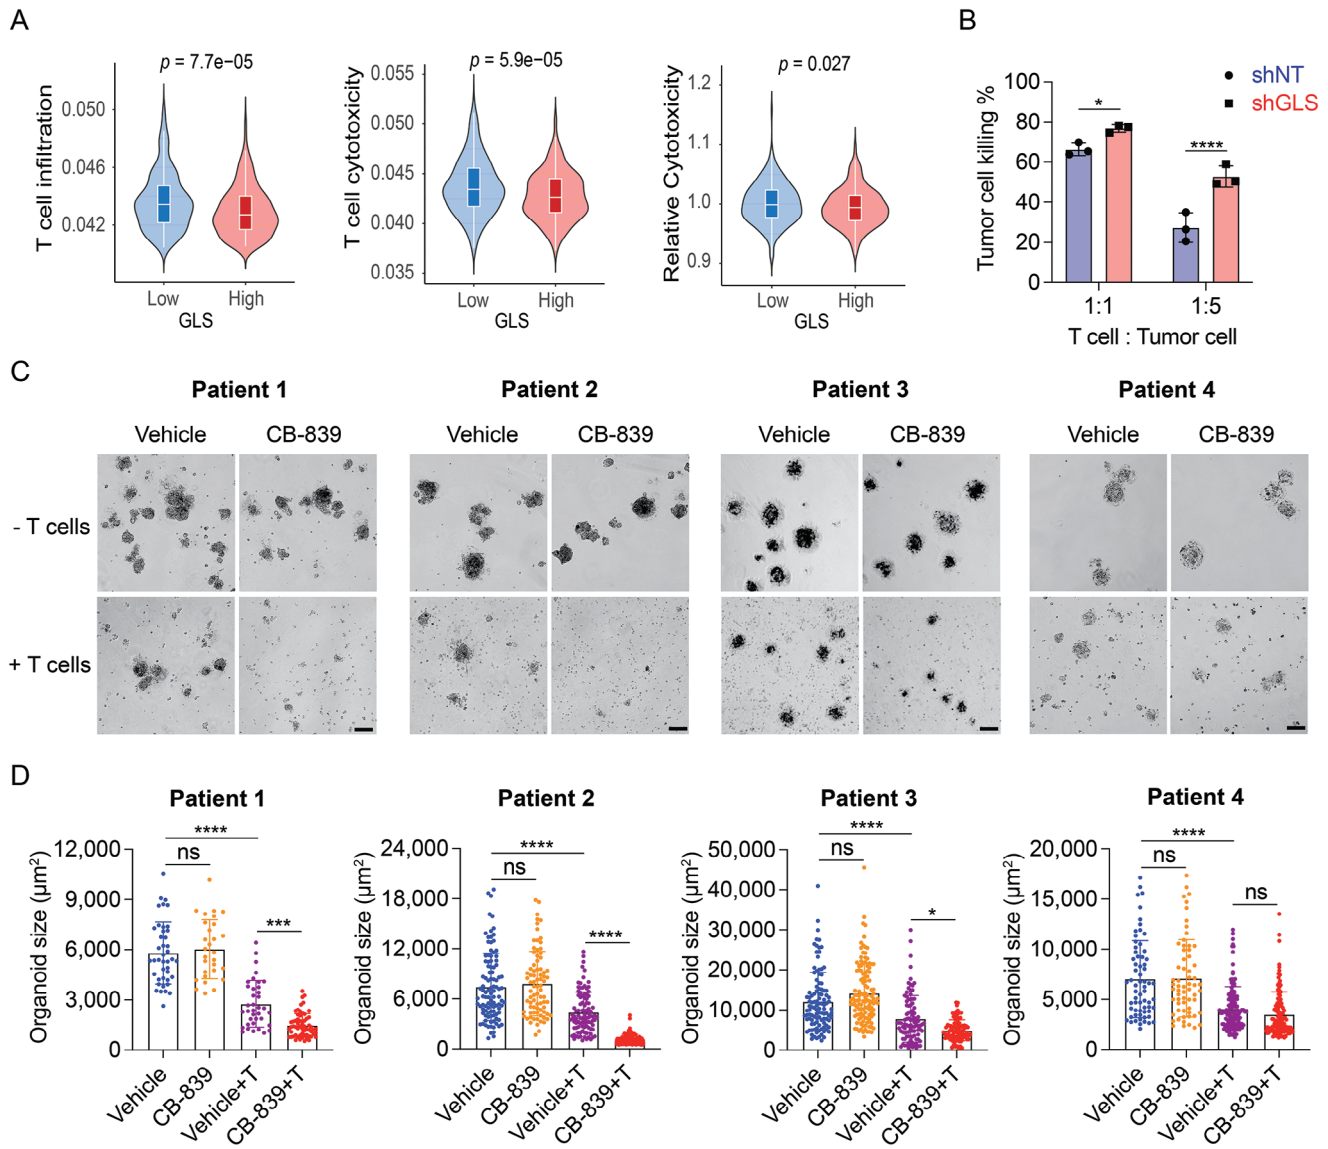 A
B
p = 7.7e−05
p = 5.9e−05
p = 0.027
T cell infiltration
0.050
0.046
0.042
Low
High
GLS
T cell cytotoxicity
0.055
0.050
0.045
0.040
0.035
Low
High
GLS
Relative Cytotoxicity
1.2
1.1
1.0
0.9
Low
High
GLS
shNT
shGLS
Tumor cell killing %
100
80
60
40
20
0
*
****
1:1
1:5
T cell : Tumor cell
C
Patient 1
Patient 2
Patient 3
Patient 4
Vehicle
CB-839
Vehicle
CB-839
Vehicle
CB-839
Vehicle
CB-839
- T cells
+ T cells
D
Patient 1
Organoid size (µm²)
12,000
9,000
6,000
3,000
0
****
ns
***
Vehicle
CB-839
Vehicle+T
CB-839+T
Patient 2
Organoid size (µm²)
24,000
18,000
12,000
6,000
0
****
ns
****
Vehicle
CB-839
Vehicle+T
CB-839+T
Patient 3
Organoid size (µm²)
50,000
40,000
30,000
20,000
10,000
0
****
ns
*
Vehicle
CB-839
Vehicle+T
CB-839+T
Patient 4
Organoid size (µm²)
20,000
15,000
10,000
5,000
0
****
ns
ns
Vehicle
CB-839
Vehicle+T
CB-839+T